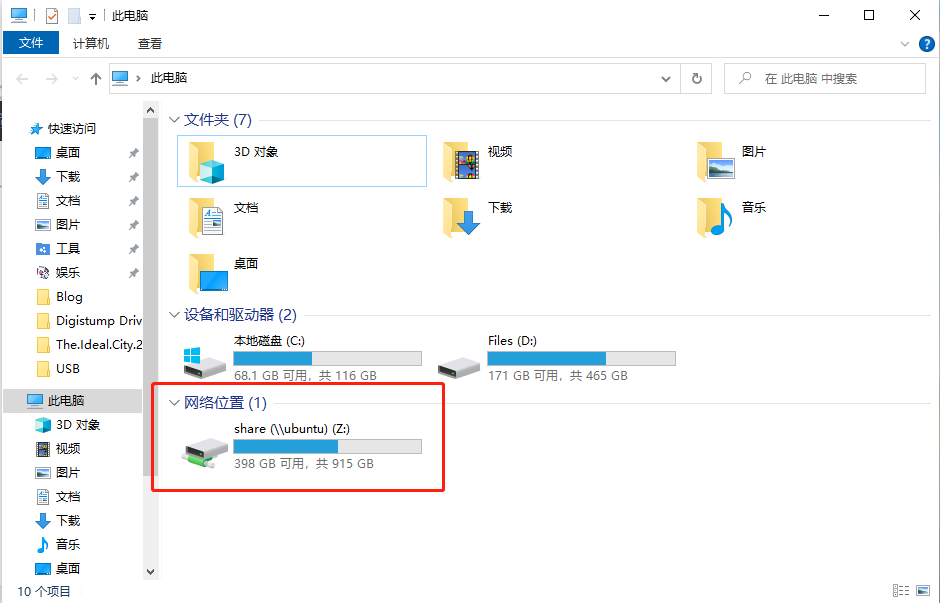 此电脑
文件 计算机 查看
此电脑 在 此电脑 中搜索
快速访问
桌面
下载
文档
图片
工具
娱乐
Blog
Digistump Driv
The.Ideal.City.2
USB
此电脑
3D 对象
视频
图片
文档
下载
音乐
桌面
文件夹 (7)
3D 对象 视频 图片
文档 下载 音乐
桌面
设备和驱动器 (2)
本地磁盘 (C:) Files (D:)
68.1 GB 可用，共 116 GB 171 GB 可用，共 465 GB
网络位置 (1)
share (\\ubuntu) (Z:)
398 GB 可用，共 915 GB
10 个项目